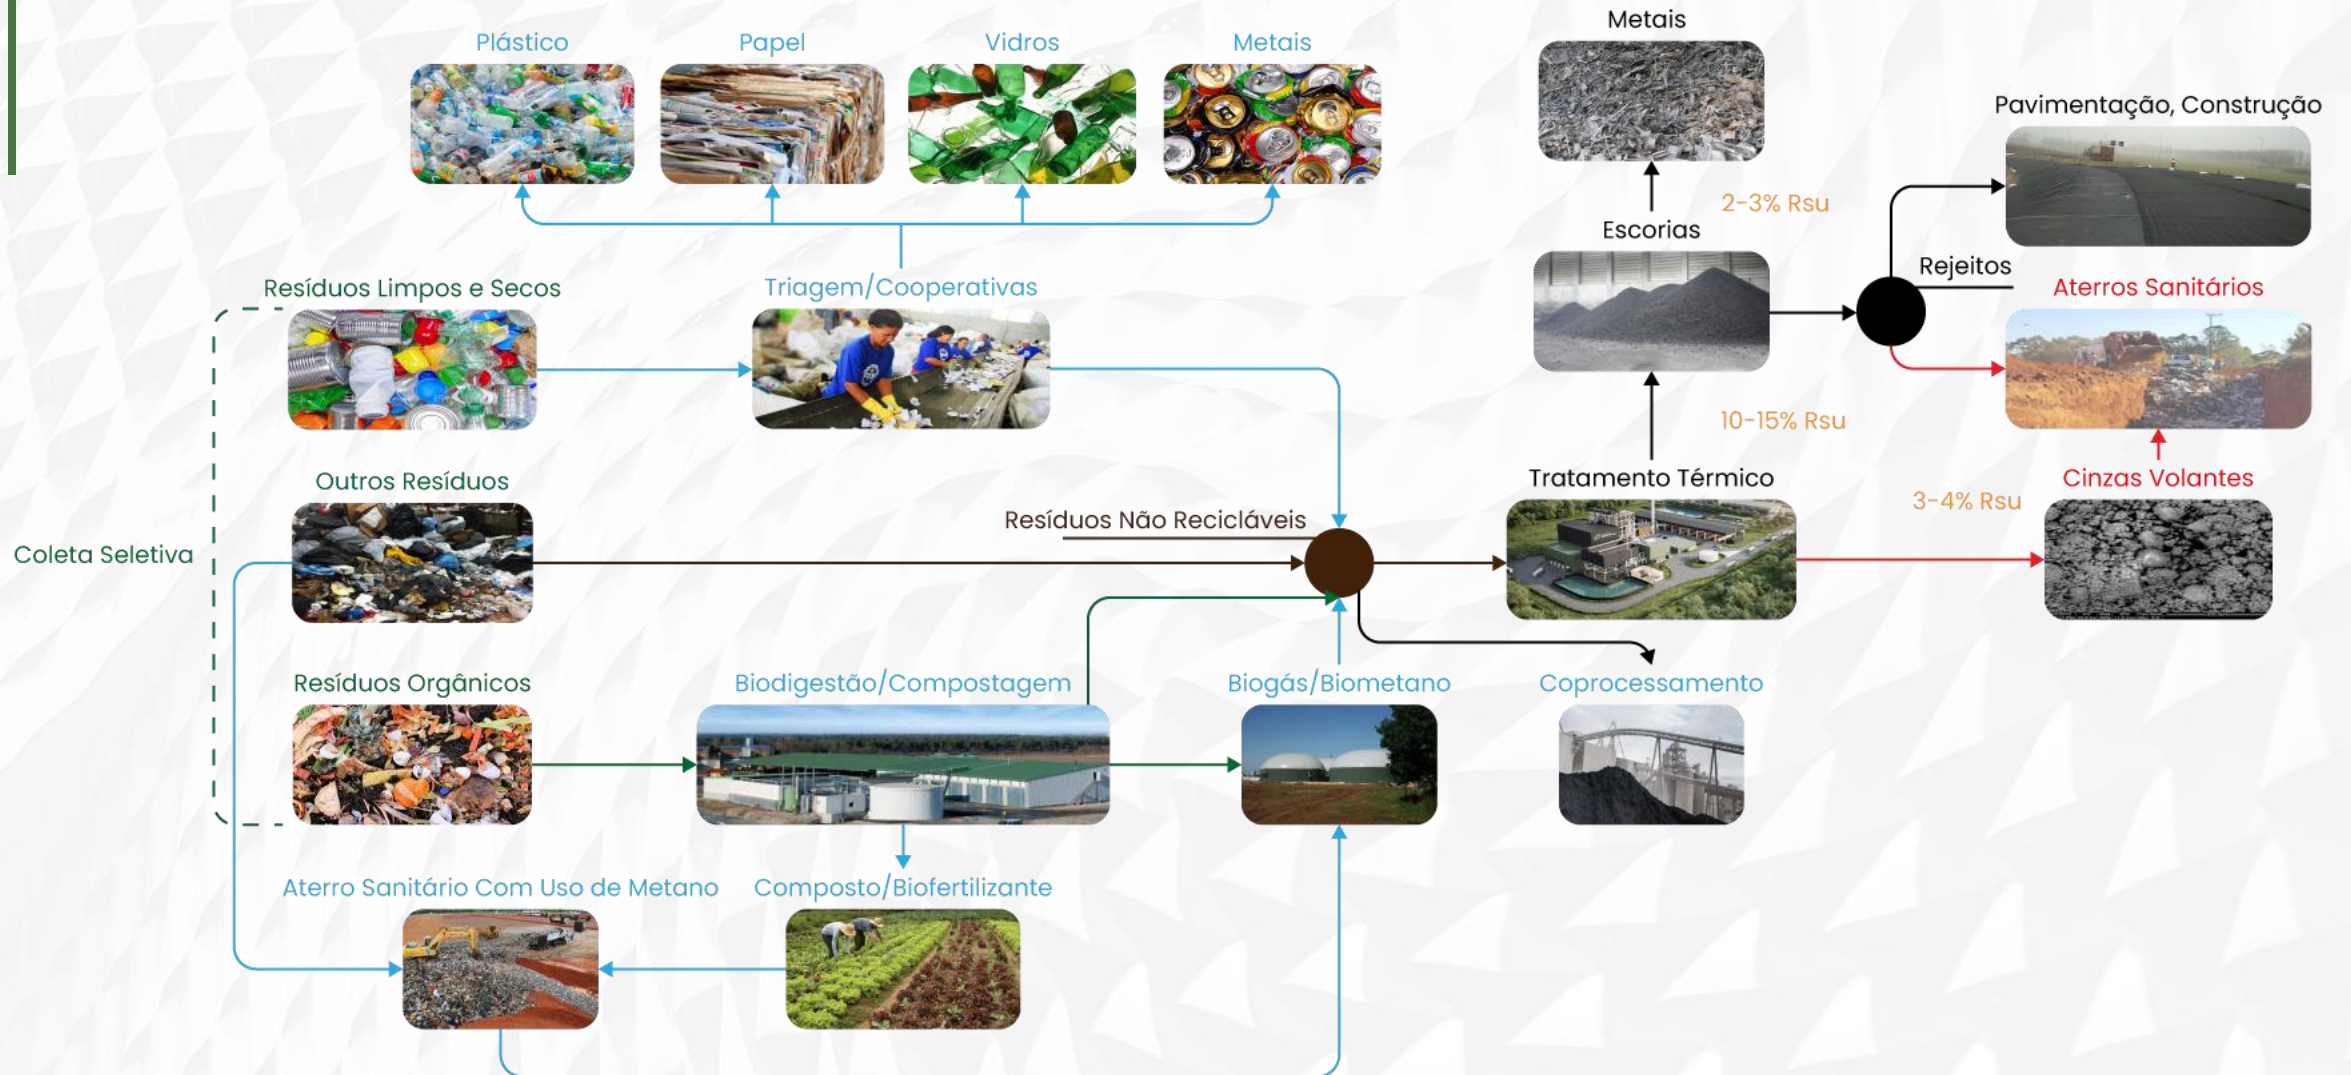 Metais
Plástico
Papel
Vidros
Metais
Pavimentação, Construção
2-3% Rsu
Escorias
Rejeitos
Resíduos Limpos e Secos
Triagem/Cooperativas
Aterros Sanitários
10-15% Rsu
Outros Resíduos
Tratamento Térmico
Cinzas Volantes
3-4% Rsu
Resíduos Não Recicláveis
Coleta Seletiva
Resíduos Orgânicos
Biodigestão/Compostagem
Biogás/Biometano
Coprocessamento
Aterro Sanitário Com Uso de Metano
Composto/Biofertilizante